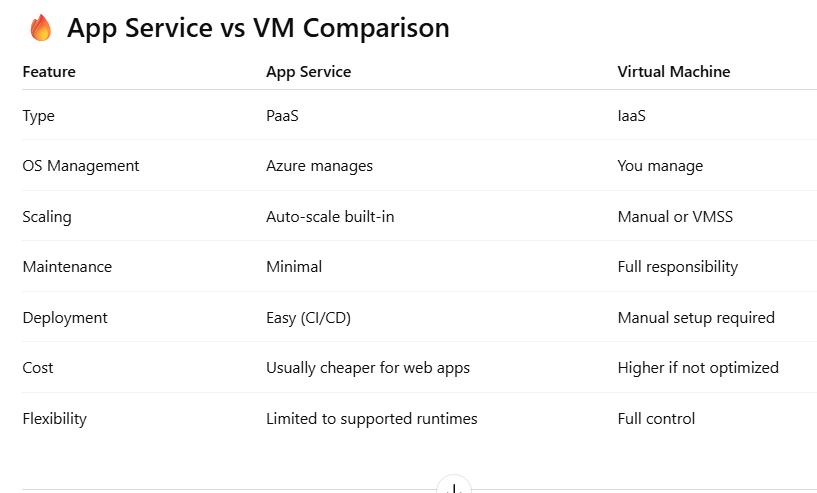 🔥 App Service vs VM Comparison
Feature App Service Virtual Machine
Type PaaS IaaS
OS Management Azure manages You manage
Scaling Auto-scale built-in Manual or VMSS
Maintenance Minimal Full responsibility
Deployment Easy (CI/CD) Manual setup required
Cost Usually cheaper for web apps Higher if not optimized
Flexibility Limited to supported runtimes Full control